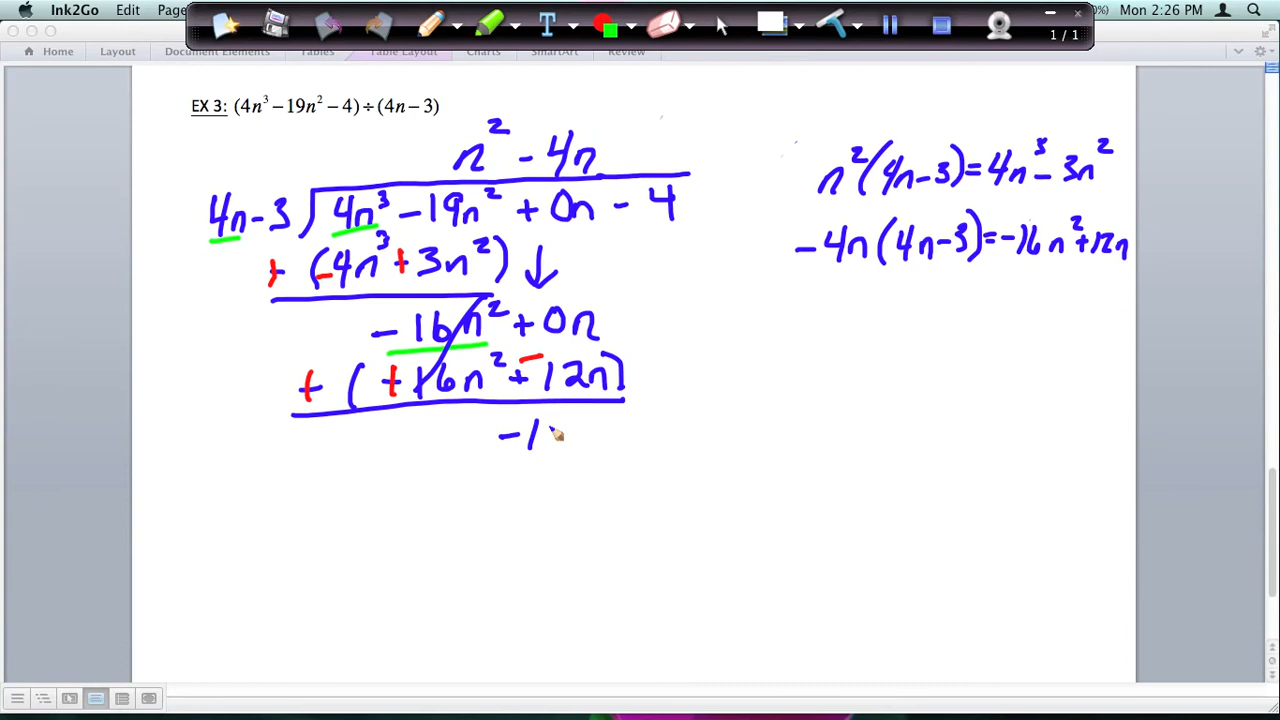 Ink2Go Edit Page Mon 2:26 PM
1 / 1
Home Layout Document Elements Tables Table Layout Charts SmartArt Review
EX 3: (4n³ − 19n² − 4) ÷ (4n − 3)
n² - 4n
4n-3 4n³ - 19n² + 0n - 4
+ (-4n³ + 3n²) ↓
-16n² + 0n
+ ( + 16n² + - 12n)
-1
n²(4n-3) = 4n³ - 3n²
-4n(4n-3) = -16n² + 12n